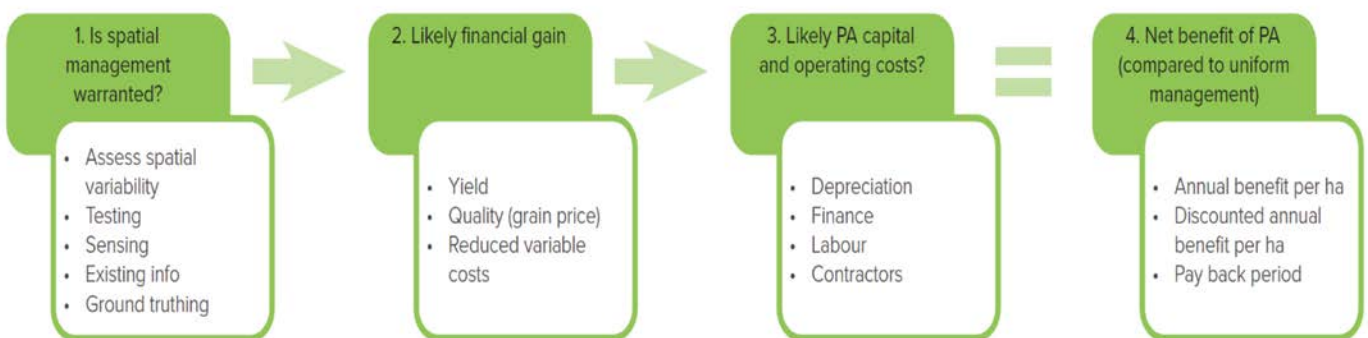 1. Is spatial
management
warranted?
• Assess spatial
variability
• Testing
• Sensing
• Existing info
• Ground truthing
2. Likely financial gain
• Yield
• Quality (grain price)
• Reduced variable
costs
3. Likely PA capital
and operating costs?
• Depreciation
• Finance
• Labour
• Contractors
4. Net benefit of PA
(compared to uniform
management)
• Annual benefit per ha
• Discounted annual
benefit per ha
• Pay back period